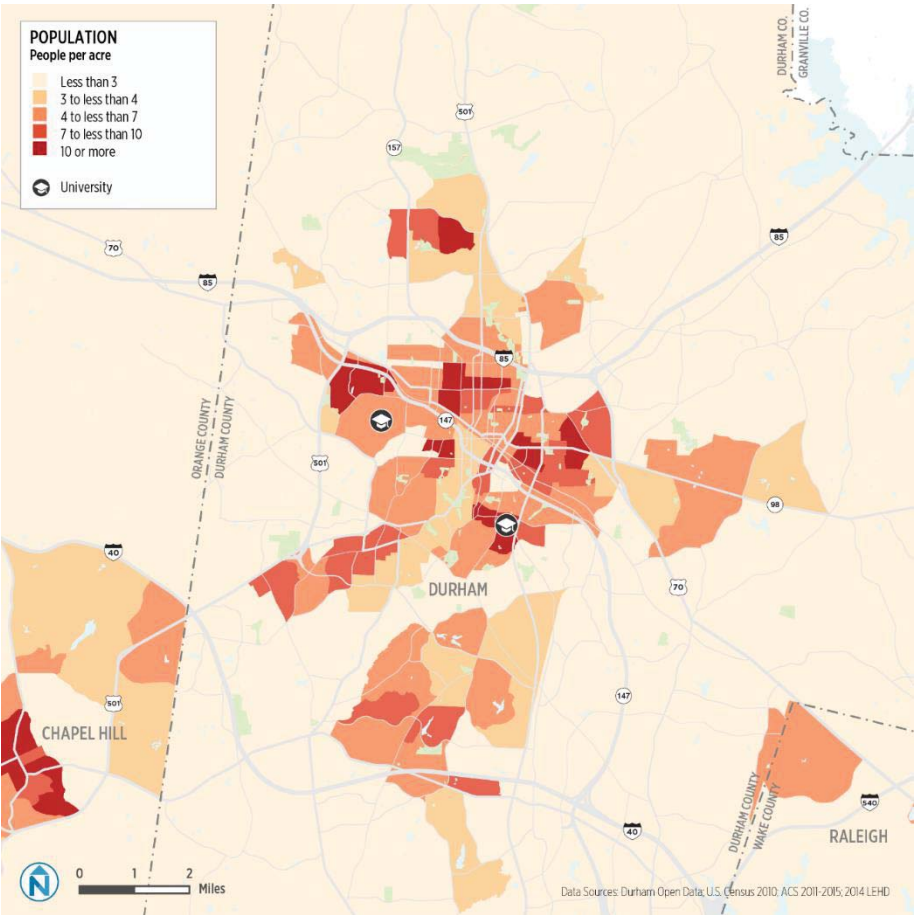 POPULATION
People per acre
Less than 3
3 to less than 4
4 to less than 7
7 to less than 10
10 or more
University
DURHAM CO.
GRANVILLE CO.
501
157
70
85
85
85
ORANGE COUNTY
DURHAM COUNTY
147
501
98
40
70
DURHAM
501
147
CHAPEL HILL
DURHAM COUNTY
WAKE COUNTY
540
40
RALEIGH
N
0 1 2
Miles
Data Sources: Durham Open Data; U.S. Census 2010; ACS 2011-2015; 2014 LEHD